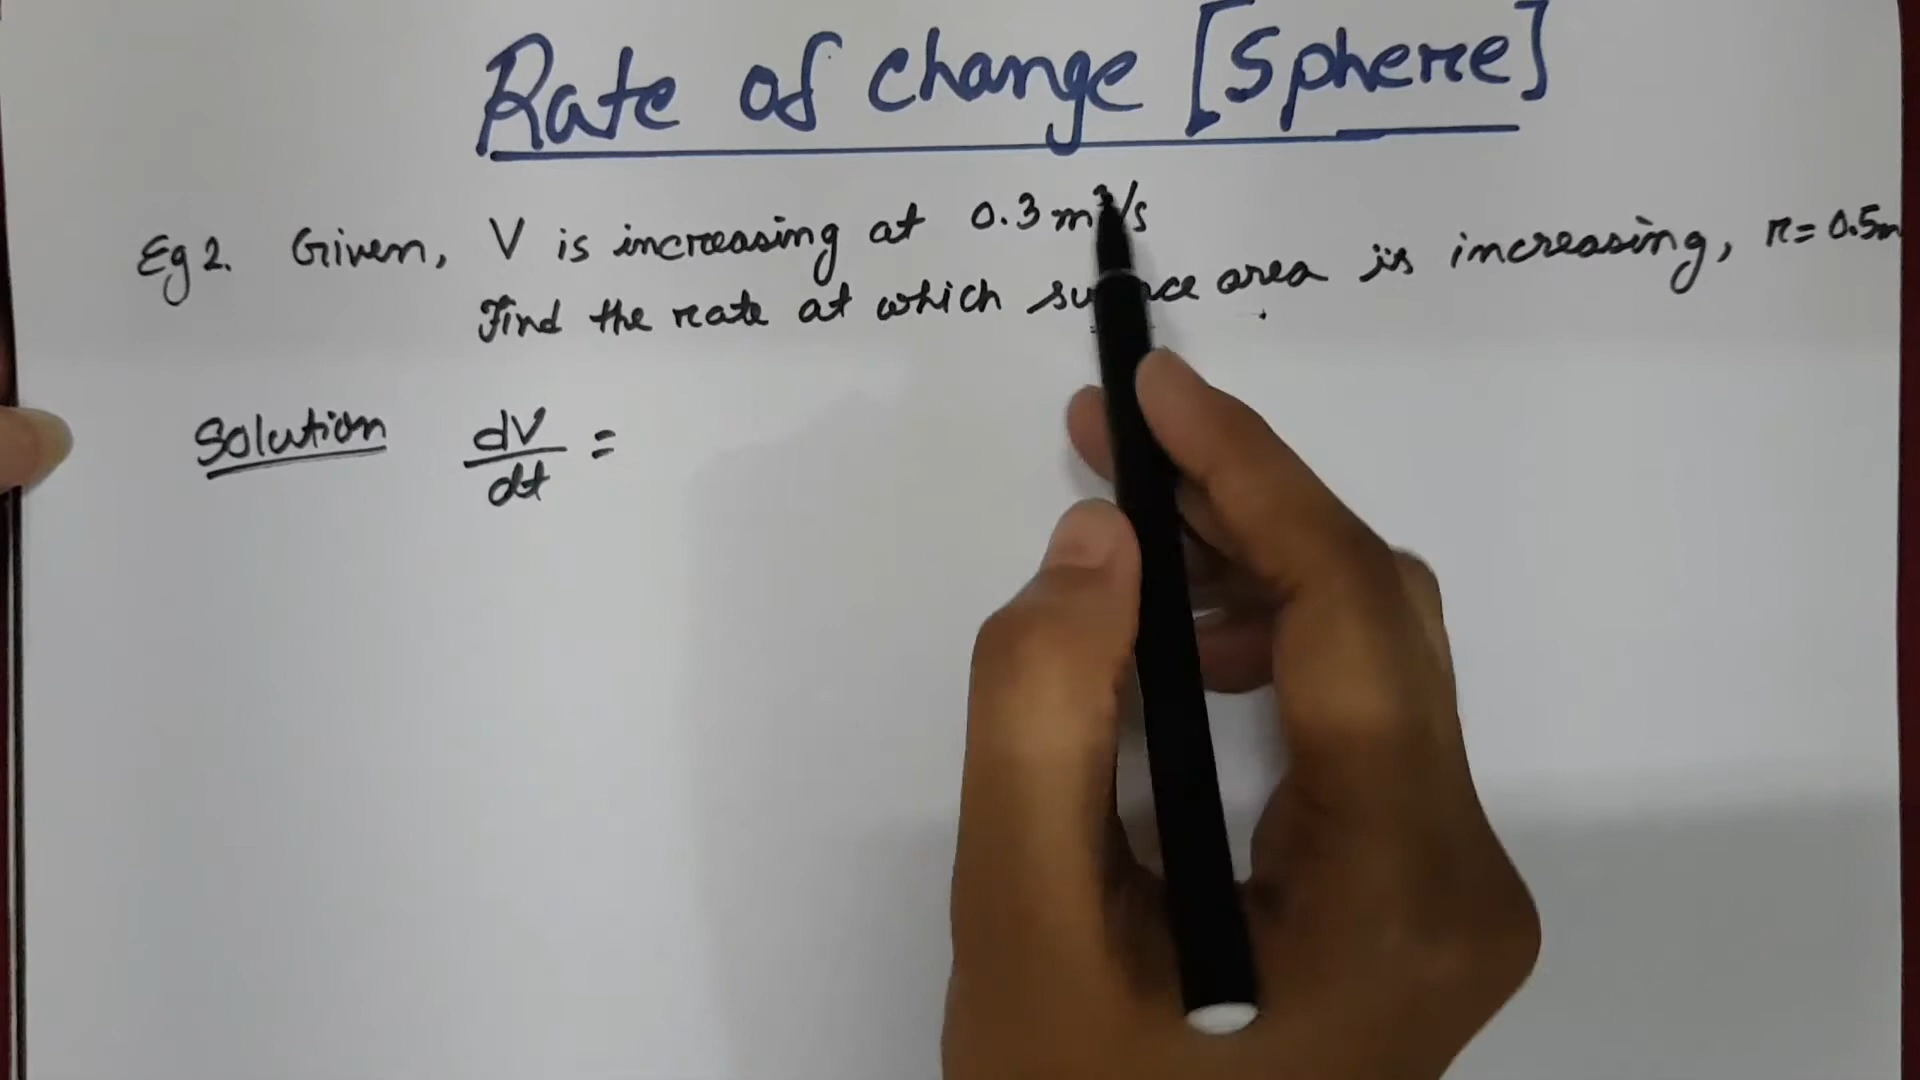 Rate of change [Sphere]
Eg 2. Given, V is increasing at 0.3 m³/s
Find the rate at which area is increasing, r = 0.5m
Solution dV/dt =